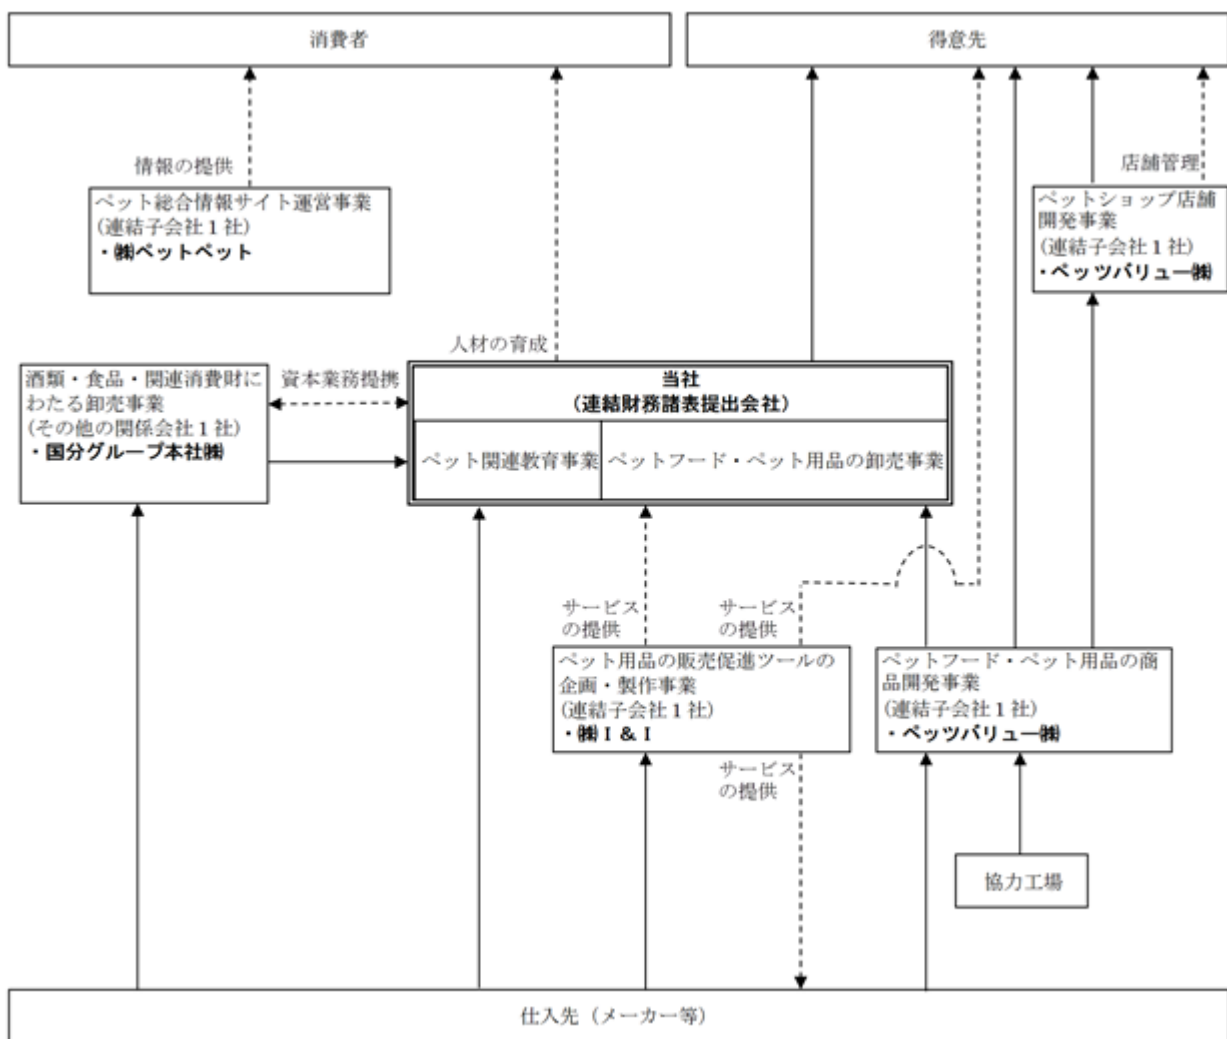 消費者
得意先
情報の提供
ペット総合情報サイト運営事業
(連結子会社1社)
・㈱ペットペット
店舗管理
ペットショップ店舗
開発事業
(連結子会社1社)
・ペッツバリュー㈱
人材の育成
酒類・食品・関連消費財に
わたる卸売事業
(その他の関係会社1社)
・国分グループ本社㈱
資本業務提携
当社
(連結財務諸表提出会社)
ペット関連教育事業
ペットフード・ペット用品の卸売事業
サービス
の提供
サービス
の提供
ペット用品の販売促進ツールの
企画・製作事業
(連結子会社1社)
・㈱I&I
ペットフード・ペット用品の商
品開発事業
(連結子会社1社)
・ペッツバリュー㈱
サービス
の提供
協力工場
仕入先(メーカー等)